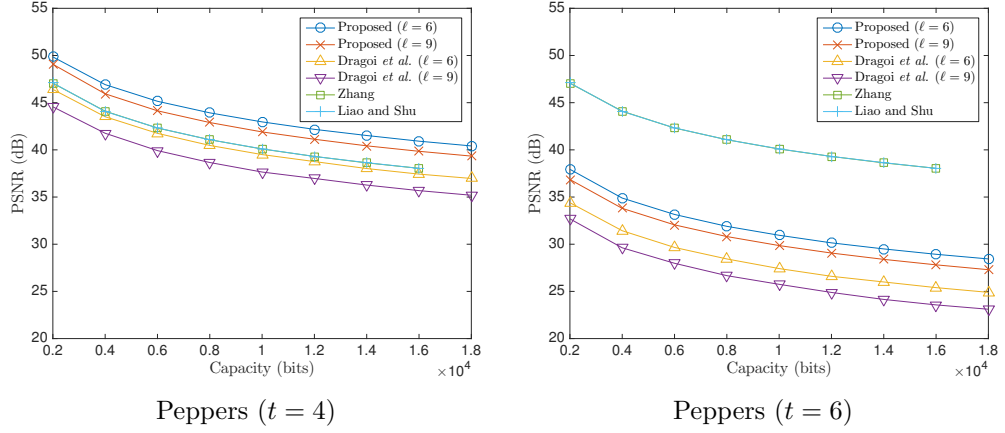 55
50
45
40
35
30
25
20
PSNR (dB)
0.2 0.4 0.6 0.8 1 1.2 1.4 1.6 1.8
Capacity (bits)
×10⁴
Proposed (ℓ = 6)
Proposed (ℓ = 9)
Dragoi et al. (ℓ = 6)
Dragoi et al. (ℓ = 9)
Zhang
Liao and Shu
Peppers (t = 4)
55
50
45
40
35
30
25
20
PSNR (dB)
0.2 0.4 0.6 0.8 1 1.2 1.4 1.6 1.8
Capacity (bits)
×10⁴
Proposed (ℓ = 6)
Proposed (ℓ = 9)
Dragoi et al. (ℓ = 6)
Dragoi et al. (ℓ = 9)
Zhang
Liao and Shu
Peppers (t = 6)